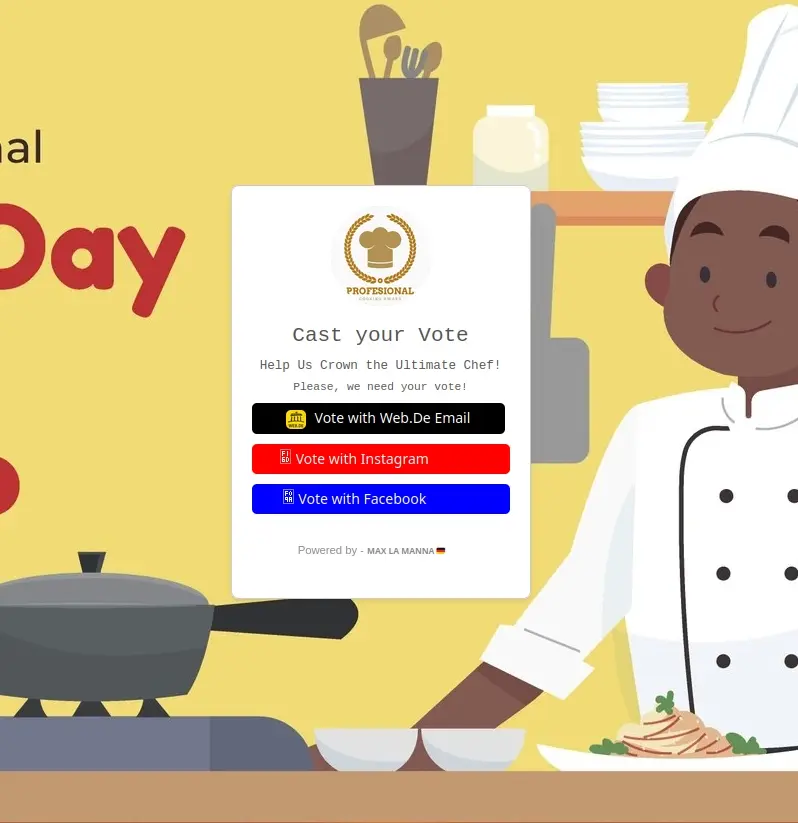 nal
Day
PROFESIONAL
COOKING AWARD
Cast your Vote
Help Us Crown the Ultimate Chef!
Please, we need your vote!
WEB.DE Vote with Web.De Email
Vote with Instagram
Vote with Facebook
Powered by - MAX LA MANNA